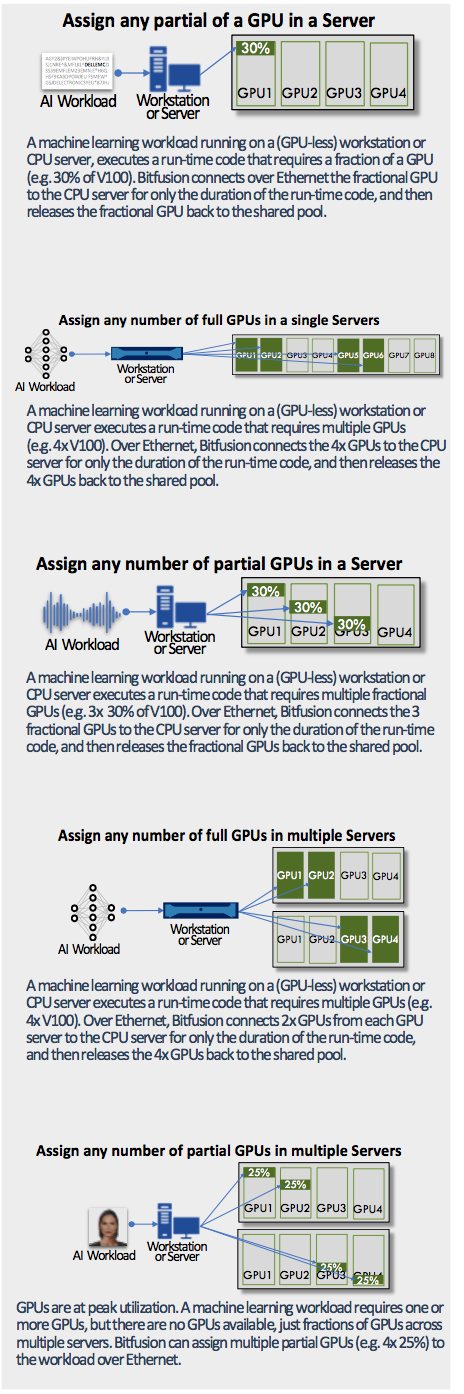 Assign any partial of a GPU in a Server
30%
DELLEMC
GPU1 GPU2 GPU3 GPU4
AI Workload
Workstation
or Server
A machine learning workload running on a (GPU-less) workstation or
CPU server, executes a run-time code that requires a fraction of a GPU
(e.g. 30% of V100). Bitfusion connects over Ethernet the fractional GPU
to the CPU server for only the duration of the run-time code, and then
releases the fractional GPU back to the shared pool.
Assign any number of full GPUs in a single Servers
GPU1 GPU2 GPU3 GPU4 GPU5 GPU6 GPU7 GPU8
AI Workload
Workstation
or Server
A machine learning workload running on a (GPU-less) workstation or
CPU server executes a run-time code that requires multiple GPUs
(e.g. 4x V100). Over Ethernet, Bitfusion connects the 4x GPUs to the CPU
server for only the duration of the run-time code, and then releases the
4x GPUs back to the shared pool.
Assign any number of partial GPUs in a Server
30%
30%
30%
GPU1 GPU2 GPU3 GPU4
AI Workload
Workstation
or Server
A machine learning workload running on a (GPU-less) workstation or
CPU server executes a run-time code that requires multiple fractional
GPUs (e.g. 3x 30% of V100). Over Ethernet, Bitfusion connects the 3
fractional GPUs to the CPU server for only the duration of the run-time
code, and then releases the fractional GPUs back to the shared pool.
Assign any number of full GPUs in multiple Servers
GPU1 GPU2 GPU3 GPU4
GPU1 GPU2 GPU3 GPU4
AI Workload
Workstation
or Server
A machine learning workload running on a (GPU-less) workstation or
CPU server executes a run-time code that requires multiple GPUs (e.g.
4x V100). Over Ethernet, Bitfusion connects 2x GPUs from each GPU
server to the CPU server for only the duration of the run-time code,
and then releases the 4x GPUs back to the shared pool.
Assign any number of partial GPUs in multiple Servers
25%
25%
GPU1 GPU2 GPU3 GPU4
25%
GPU1 GPU2 GPU3 GPU4
25%
AI Workload
Workstation
or Server
GPUs are at peak utilization. A machine learning workload requires one or
more GPUs, but there are no GPUs available, just fractions of GPUs across
multiple servers. Bitfusion can assign multiple partial GPUs (e.g. 4x 25%) to
the workload over Ethernet.